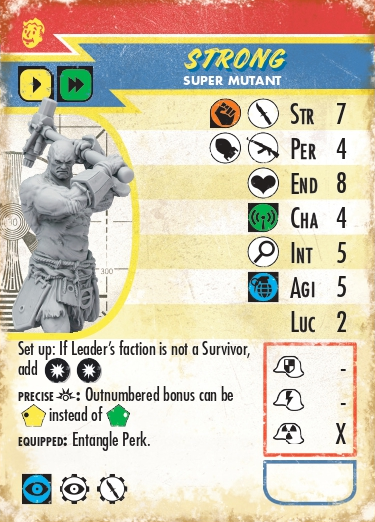 STRONG
SUPER MUTANT
STR 7
PER 4
END 8
CHA 4
INT 5
AGI 5
LUC 2
300
Set up: If Leader's faction is not a Survivor,
add
PRECISE : Outnumbered bonus can be
instead of
EQUIPPED: Entangle Perk.
-
-
X